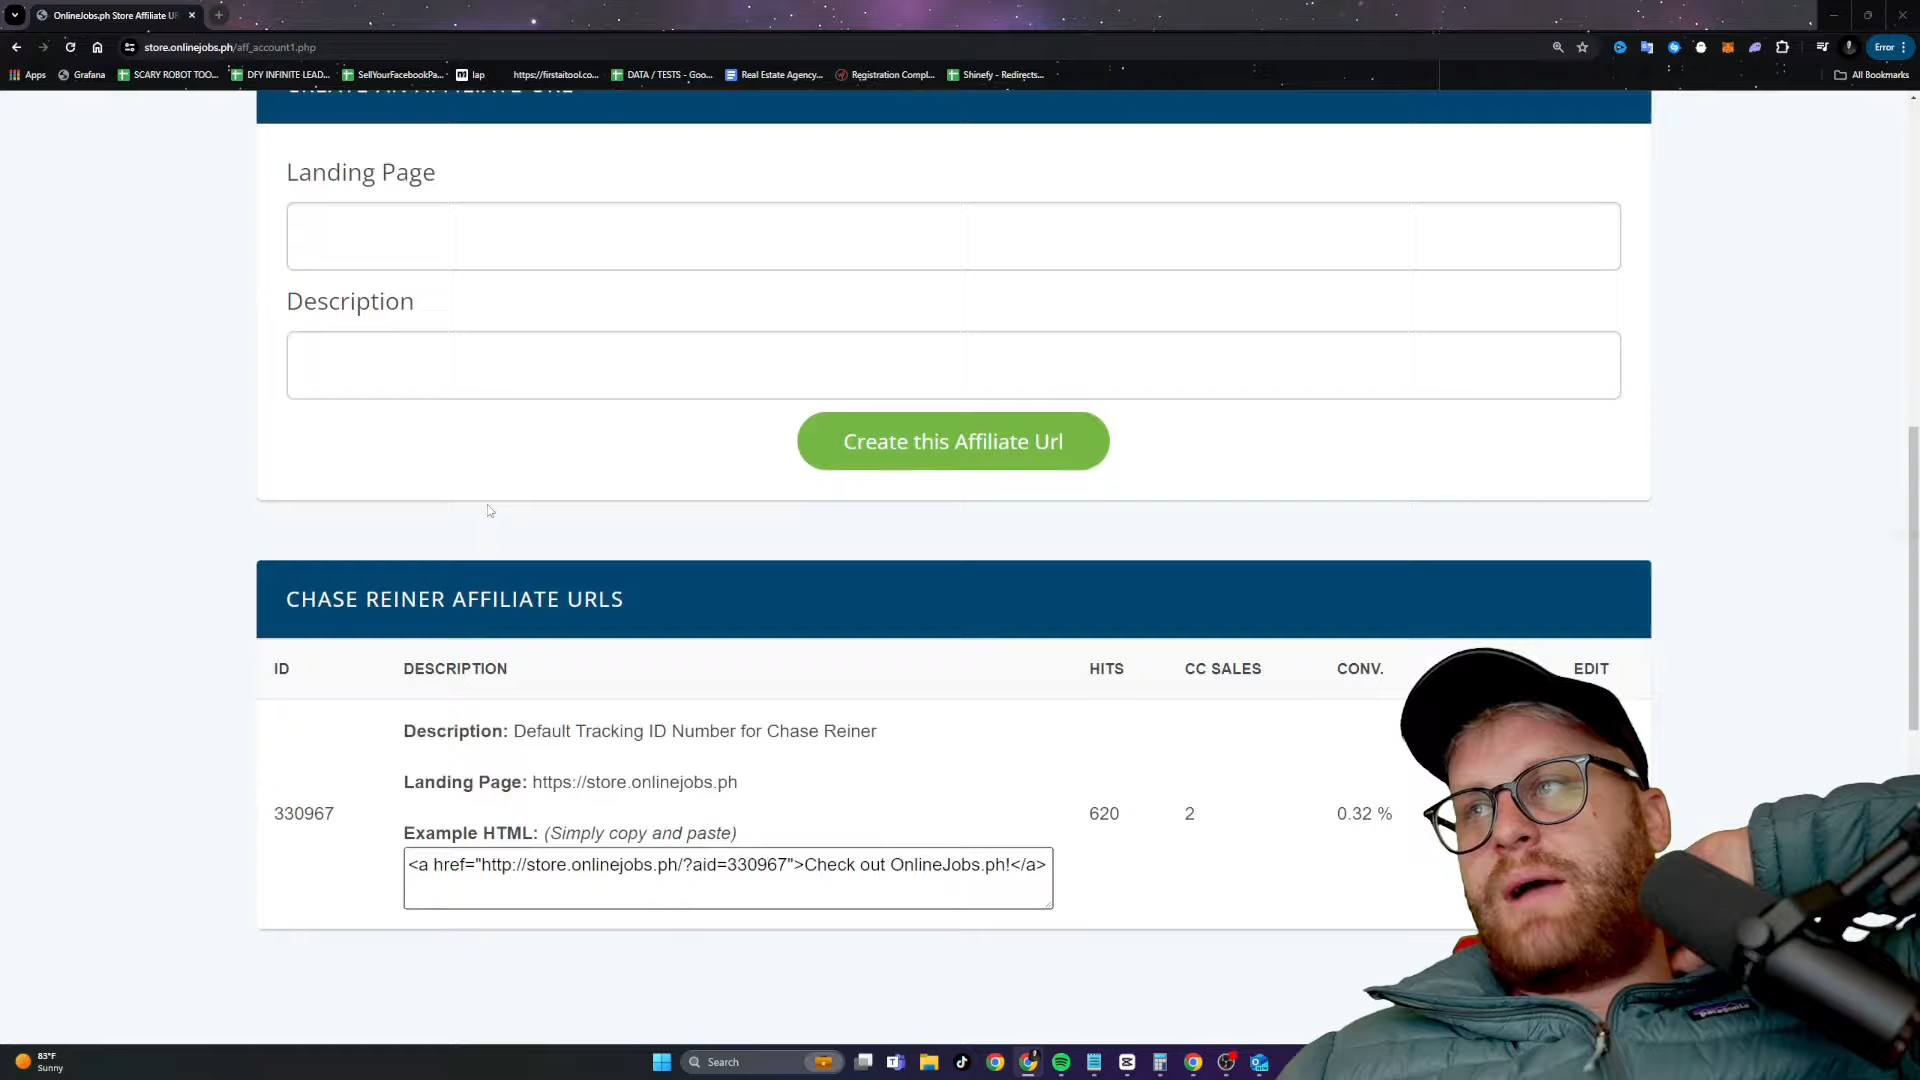 OnlineJobs.ph Store Affiliate UR
store.onlinejobs.ph/aff_account1.php
Error
Apps
Grafana
SCARY ROBOT TOO...
DFY INFINITE LEAD...
SellYourFacebookPa...
lap
https://firstaitool.co...
DATA / TESTS - Goo...
Real Estate Agency...
Registration Compl...
Shinefy - Redirects...
All Bookmarks
CREATE AN AFFILIATE URL
Landing Page
Description
Create this Affiliate Url
CHASE REINER AFFILIATE URLS
ID DESCRIPTION HITS CC SALES CONV. EDIT
Description: Default Tracking ID Number for Chase Reiner
Landing Page: https://store.onlinejobs.ph
330967 620 2 0.32 %
Example HTML: (Simply copy and paste)
<a href="http://store.onlinejobs.ph/?aid=330967">Check out OnlineJobs.ph!</a>
83°F
Sunny
Search